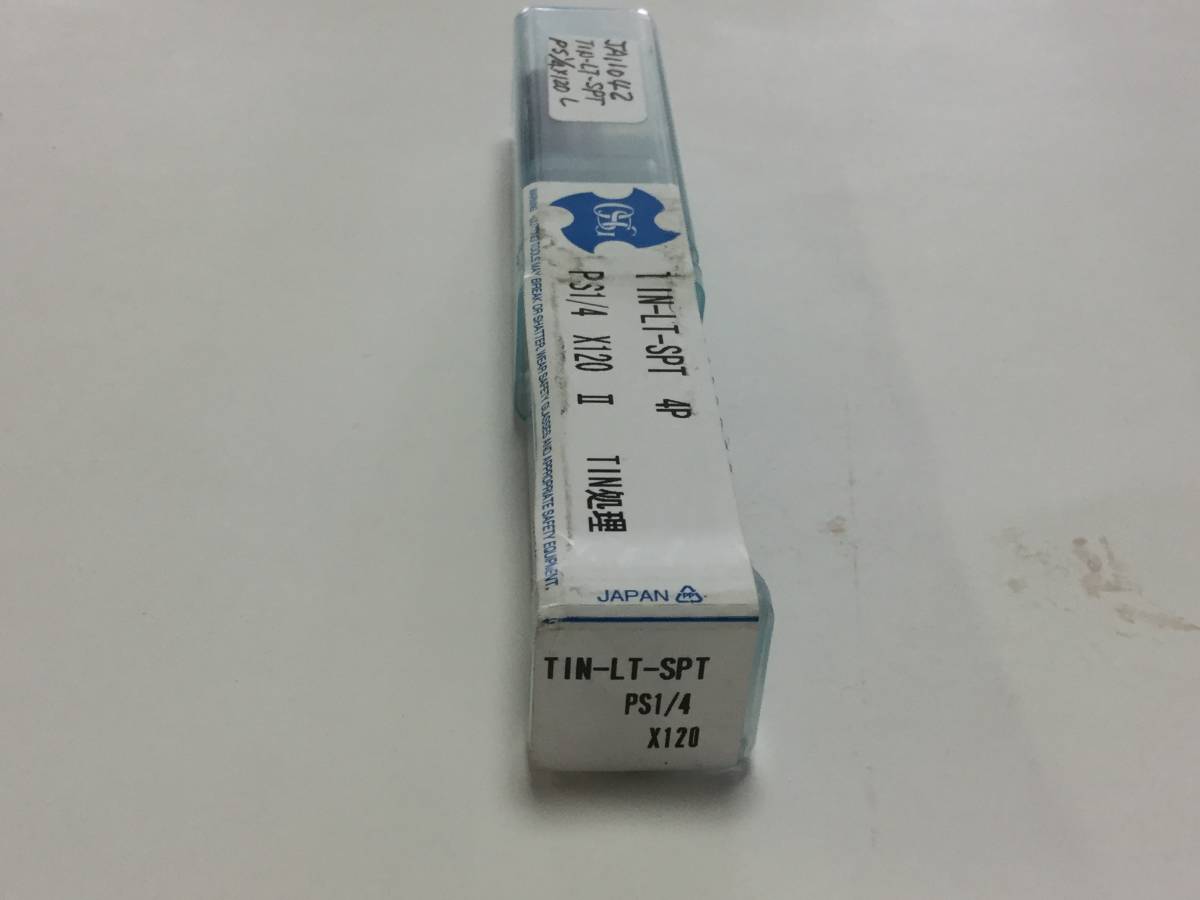 JA11042
TIN-LT-SPT
PS1/4X120 L
OSG
TIN-LT-SPT 4P
PS1/4 X120 II TIN処理
TOOLS MAY BREAK OR SHATTER. WEAR SAFETY GLASSES AND APPROPRIATE SAFETY EQUIPMENT.
JAPAN PP
TIN-LT-SPT
PS1/4
X120